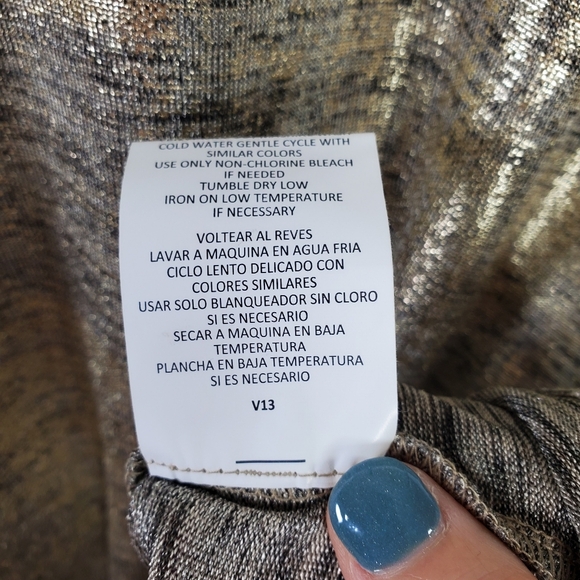 COLD WATER GENTLE CYCLE WITH
SIMILAR COLORS
USE ONLY NON-CHLORINE BLEACH
IF NEEDED
TUMBLE DRY LOW
IRON ON LOW TEMPERATURE
IF NECESSARY
VOLTEAR AL REVES
LAVAR A MAQUINA EN AGUA FRIA
CICLO LENTO DELICADO CON
COLORES SIMILARES
USAR SOLO BLANQUEADOR SIN CLORO
SI ES NECESARIO
SECAR A MAQUINA EN BAJA
TEMPERATURA
PLANCHA EN BAJA TEMPERATURA
SI ES NECESARIO
V13